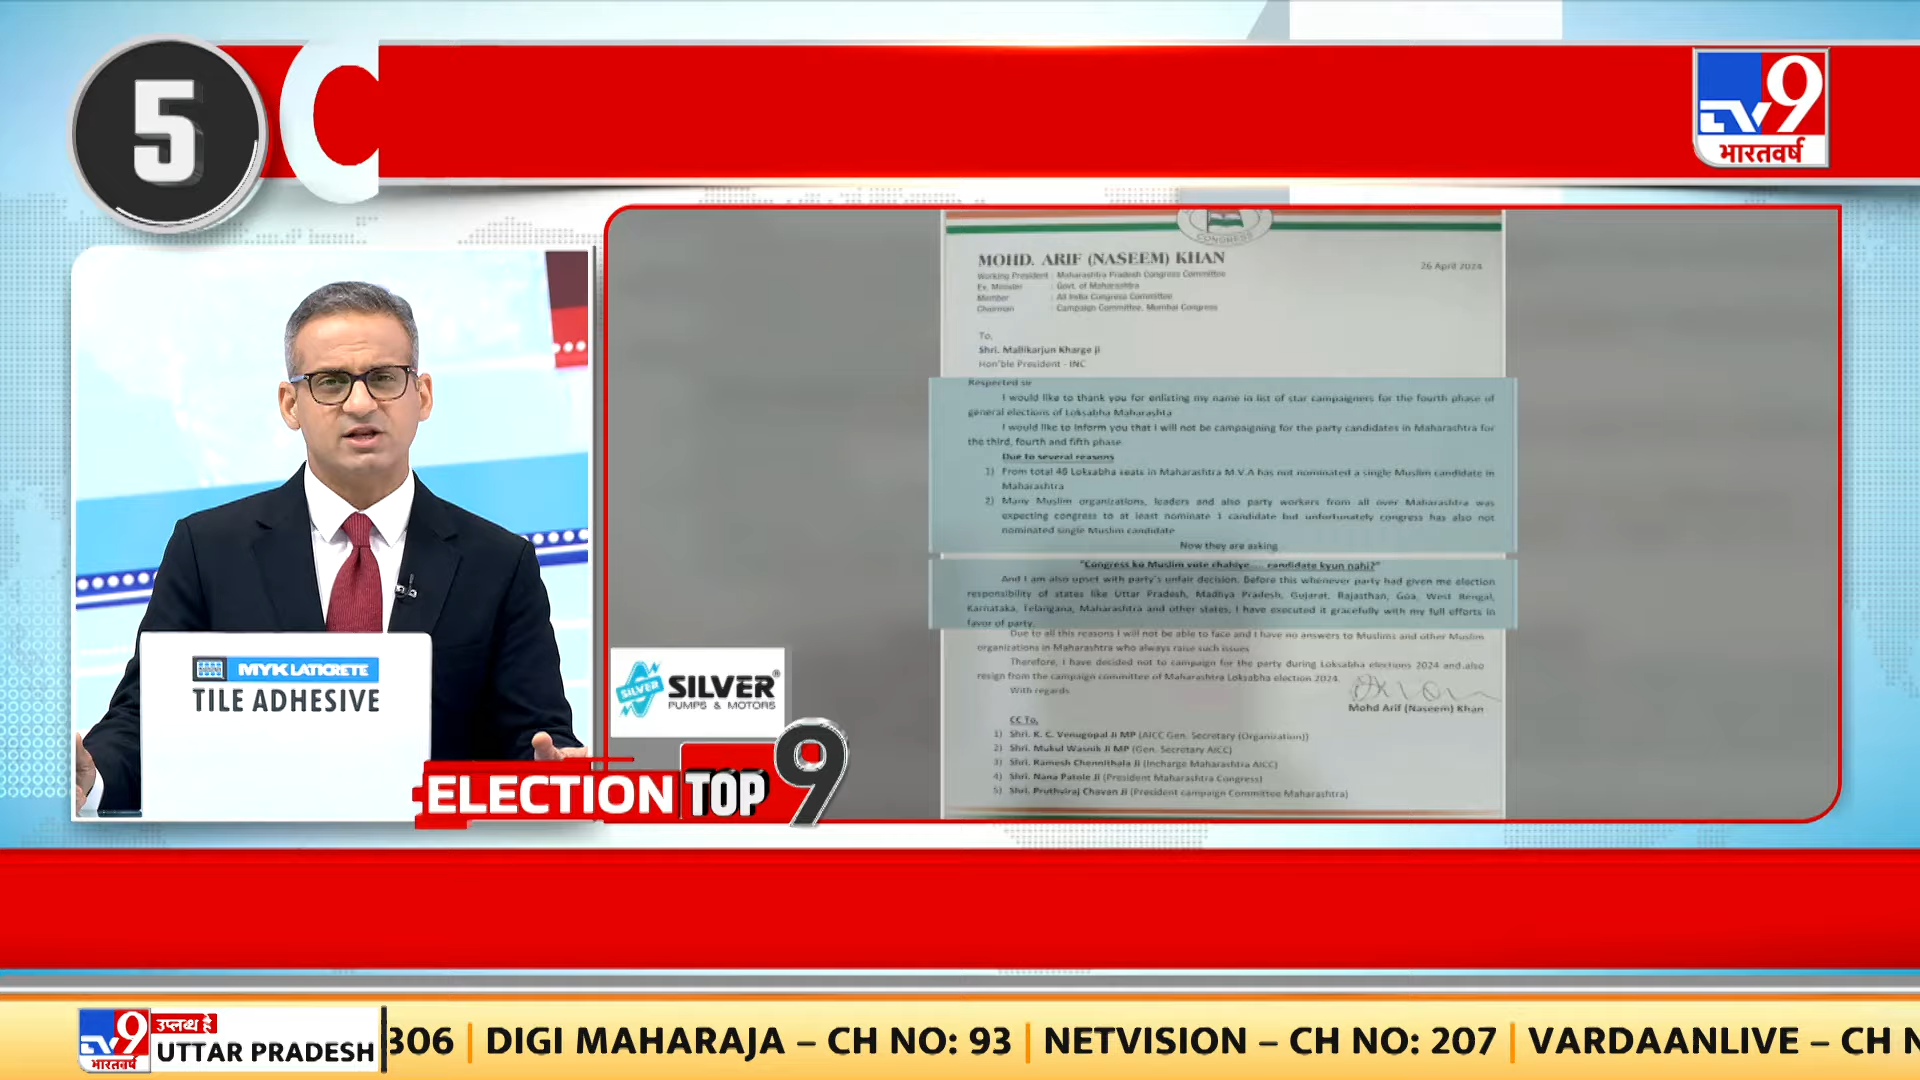 5
C
TV9
भारतवर्ष
CONGRESS
MOHD. ARIF (NASEEM) KHAN
26 April 2024
Working President : Maharashtra Pradesh Congress Committee
Ex. Minister : Govt. of Maharashtra
Member : All India Congress Committee
Chairman : Campaign Committee, Mumbai Congress
To,
Shri. Mallikarjun Kharge ji
Hon'ble President - INC
Respected sir
I would like to thank you for enlisting my name in list of star campaigners for the fourth phase of
general elections of Loksabha Maharashta
I would like to inform you that I will not be campaigning for the party candidates in Maharashtra for
the third, fourth and fifth phase.
Due to several reasons
1) From total 48 Loksabha seats in Maharashtra M.V.A has not nominated a single Muslim candidate in
Maharashtra
2) Many Muslim organizations, leaders and also party workers from all over Maharashtra was
expecting congress to at least nominate 1 candidate but unfortunately congress has also not
nominated single Muslim candidate
Now they are asking
"Congress ko Muslim vote chahiye.... candidate kyun nahi?"
And I am also upset with party's unfair decision. Before this whenever party had given me election
responsibility of states like Uttar Pradesh, Madhya Pradesh, Gujarat, Rajasthan, Goa, West Bengal,
Karnataka, Telangana, Maharashtra and other states, I have executed it gracefully with my full efforts in
favor of party.
Due to all this reasons I will not be able to face and I have no answers to Muslims and other Muslim
organizations in Maharashtra who always raise such issues
Therefore, I have decided not to campaign for the party during Loksabha elections 2024 and also
resign from the campaign committee of Maharashtra Loksabha election 2024.
With regards
Mohd Arif (Naseem) Khan
CC To,
1) Shri. K. C. Venugopal Ji MP (AICC Gen. Secretary (Organization))
2) Shri. Mukul Wasnik Ji MP (Gen. Secretary AICC)
3) Shri. Ramesh Chennithala Ji (Incharge Maharashtra AICC)
4) Shri. Nana Patole Ji (President Maharashtra Congress)
5) Shri. Pruthviraj Chavan Ji (President campaign Committee Maharashtra)
MYK LATICRETE
TILE ADHESIVE
SILVER
SILVER®
PUMPS & MOTORS
ELECTION TOP 9
TV9
भारतवर्ष
उप्लब्ध है
UTTAR PRADESH
306 | DIGI MAHARAJA – CH NO: 93 | NETVISION – CH NO: 207 | VARDAANLIVE – CH N